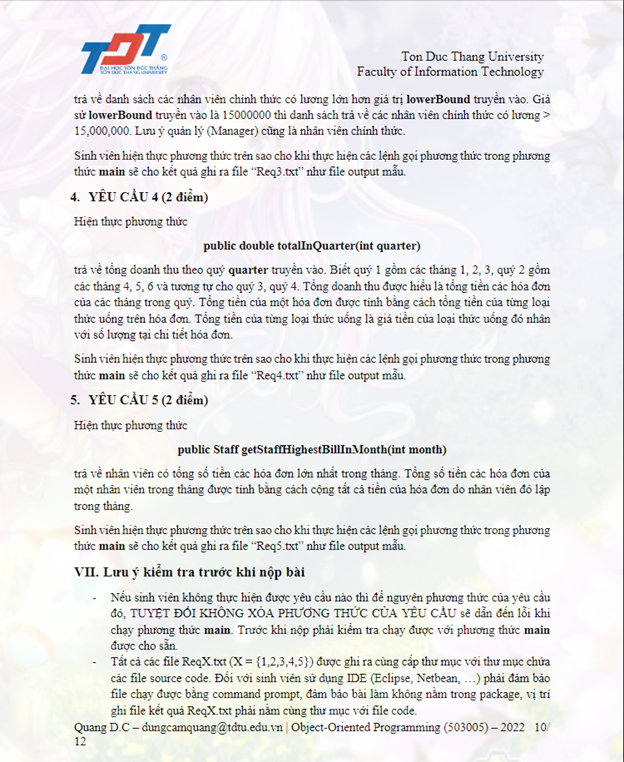 TDT
ĐẠI HỌC TÔN ĐỨC THẮNG
TON DUC THANG UNIVERSITY
Ton Duc Thang University
Faculty of Information Technology
trả về danh sách các nhân viên chính thức có lương lớn hơn giá trị lowerBound truyền vào. Giả
sử lowerBound truyền vào là 15000000 thì danh sách trả về các nhân viên chính thức có lương >
15,000,000. Lưu ý quản lý (Manager) cũng là nhân viên chính thức.
Sinh viên hiện thực phương thức trên sao cho khi thực hiện các lệnh gọi phương thức trong phương
thức main sẽ cho kết quả ghi ra file “Req3.txt” như file output mẫu.
4. YÊU CẦU 4 (2 điểm)
Hiện thực phương thức
public double totalInQuarter(int quarter)
trả về tổng doanh thu theo quý quarter truyền vào. Biết quý 1 gồm các tháng 1, 2, 3, quý 2 gồm
các tháng 4, 5, 6 và tương tự cho quý 3, quý 4. Tổng doanh thu được hiểu là tổng tiền các hóa đơn
của các tháng trong quý. Tổng tiền của một hóa đơn được tính bằng cách tổng tiền của từng loại
thức uống trên hóa đơn. Tổng tiền của từng loại thức uống là giá tiền của loại thức uống đó nhân
với số lượng tại chi tiết hóa đơn.
Sinh viên hiện thực phương thức trên sao cho khi thực hiện các lệnh gọi phương thức trong phương
thức main sẽ cho kết quả ghi ra file “Req4.txt” như file output mẫu.
5. YÊU CẦU 5 (2 điểm)
Hiện thực phương thức
public Staff getStaffHighestBillInMonth(int month)
trả về nhân viên có tổng số tiền các hóa đơn lớn nhất trong tháng. Tổng số tiền các hóa đơn của
một nhân viên trong tháng được tính bằng cách cộng tất cả tiền của hóa đơn do nhân viên đó lập
trong tháng.
Sinh viên hiện thực phương thức trên sao cho khi thực hiện các lệnh gọi phương thức trong phương
thức main sẽ cho kết quả ghi ra file “Req5.txt” như file output mẫu.
VII. Lưu ý kiểm tra trước khi nộp bài
- Nếu sinh viên không thực hiện được yêu cầu nào thì để nguyên phương thức của yêu cầu
đó, TUYỆT ĐỐI KHÔNG XÓA PHƯƠNG THỨC CỦA YÊU CẦU sẽ dẫn đến lỗi khi
chạy phương thức main. Trước khi nộp phải kiểm tra chạy được với phương thức main
được cho sẵn.
- Tất cả các file ReqX.txt (X = {1,2,3,4,5}) được ghi ra cùng cấp thư mục với thư mục chứa
các file source code. Đối với sinh viên sử dụng IDE (Eclipse, Netbean, …) phải đảm bảo
file chạy được bằng command prompt, đảm bảo bài làm không nằm trong package, vị trí
ghi file kết quả ReqX.txt phải nằm cùng thư mục với file code.
Quang D.C – dungcamquang@tdtu.edu.vn | Object-Oriented Programming (503005) – 2022 10/
12